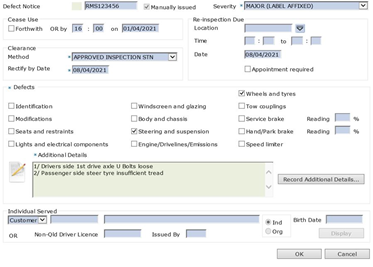 Defect Notice RMS123456 Manually issued Severity MAJOR (LABEL AFFIXED)
Cease Use
Forthwith OR by 16 : 00 on 01/04/2021
Re-Inspection Due
Location
Time : to :
Date 08/04/2021
Appointment required
Clearance
Method APPROVED INSPECTION STN
Rectify by Date 08/04/2021
Defects
Wheels and tyres
Identification Windscreen and glazing Tow couplings
Modifications Body and chassis Service brake Reading %
Seats and restraints Steering and suspension Hand/Park brake Reading %
Lights and electrical components Engine/Drivelines/Emissions Speed limiter
Additional Details
1/ Drivers side 1st drive axle U Bolts loose
2/ Passenger side steer tyre insufficient tread
Record Additional Details...
Individual Served
Customer Ind Birth Date
Org
OR Non-Qld Driver Licence Issued By Display
OK Cancel